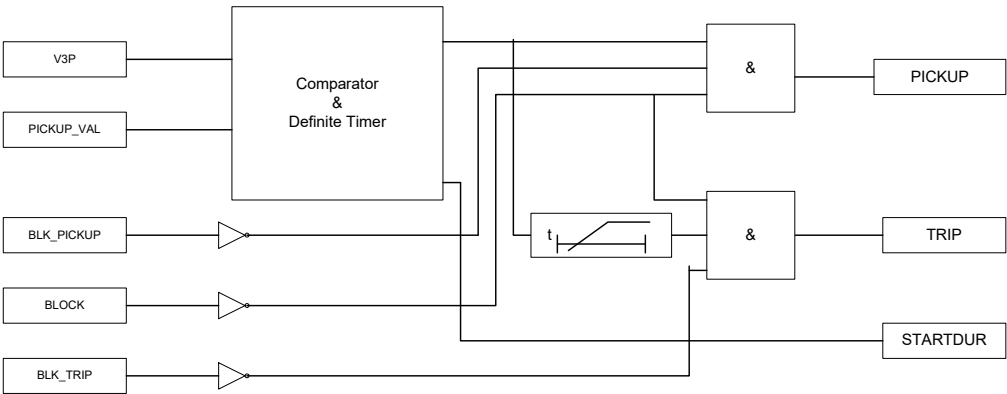 V3P
PICKUP_VAL
BLK_PICKUP
BLOCK
BLK_TRIP
Comparator
&
Definite Timer
t
&
&
PICKUP
TRIP
STARTDUR